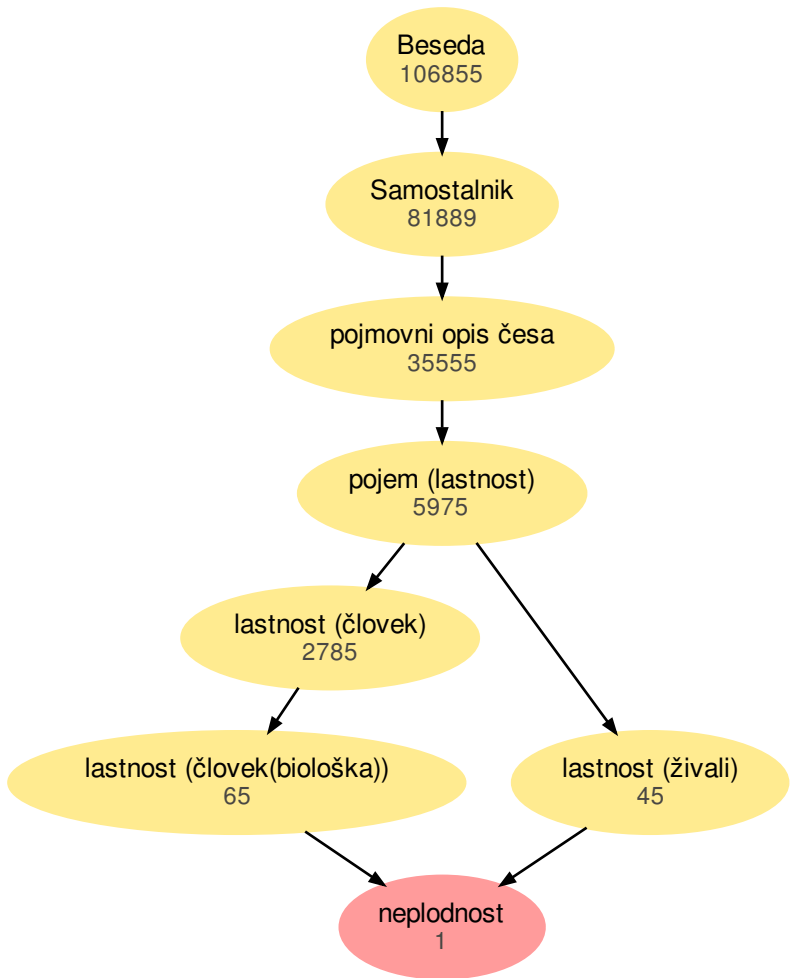 Beseda
106855
Samostalnik
81889
pojmovni opis česa
35555
pojem (lastnost)
5975
lastnost (človek)
2785
lastnost (človek(biološka))
65
lastnost (živali)
45
neplodnost
1